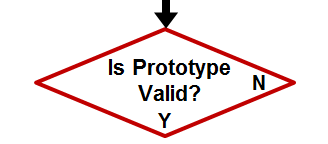 Is Prototype
Valid?
N
Y